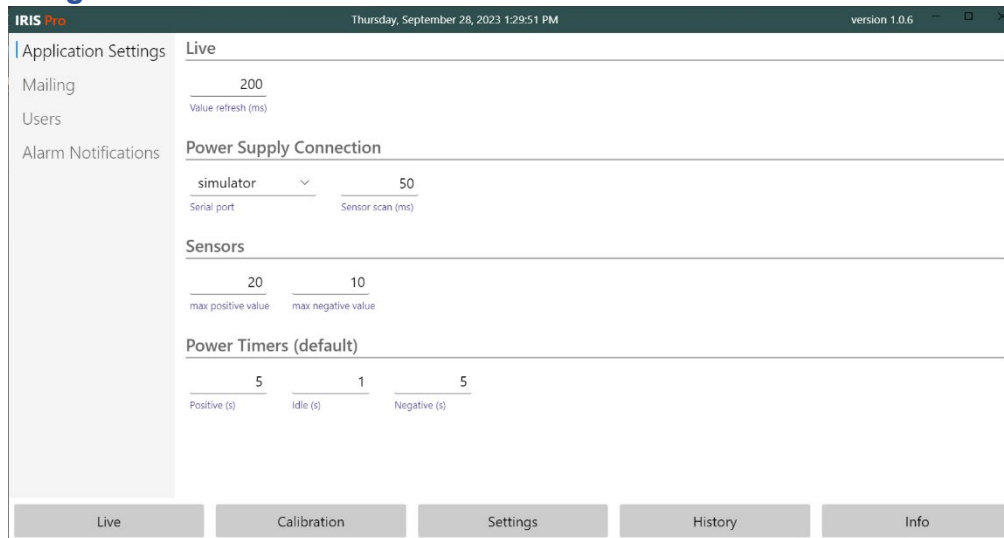 IRIS Pro Thursday, September 28, 2023 1:29:51 PM version 1.0.6
Application Settings
Mailing
Users
Alarm Notifications
Live
200
Value refresh (ms)
Power Supply Connection
simulator 50
Serial port Sensor scan (ms)
Sensors
20 10
max positive value max negative value
Power Timers (default)
5 1 5
Positive (s) Idle (s) Negative (s)
Live Calibration Settings History Info